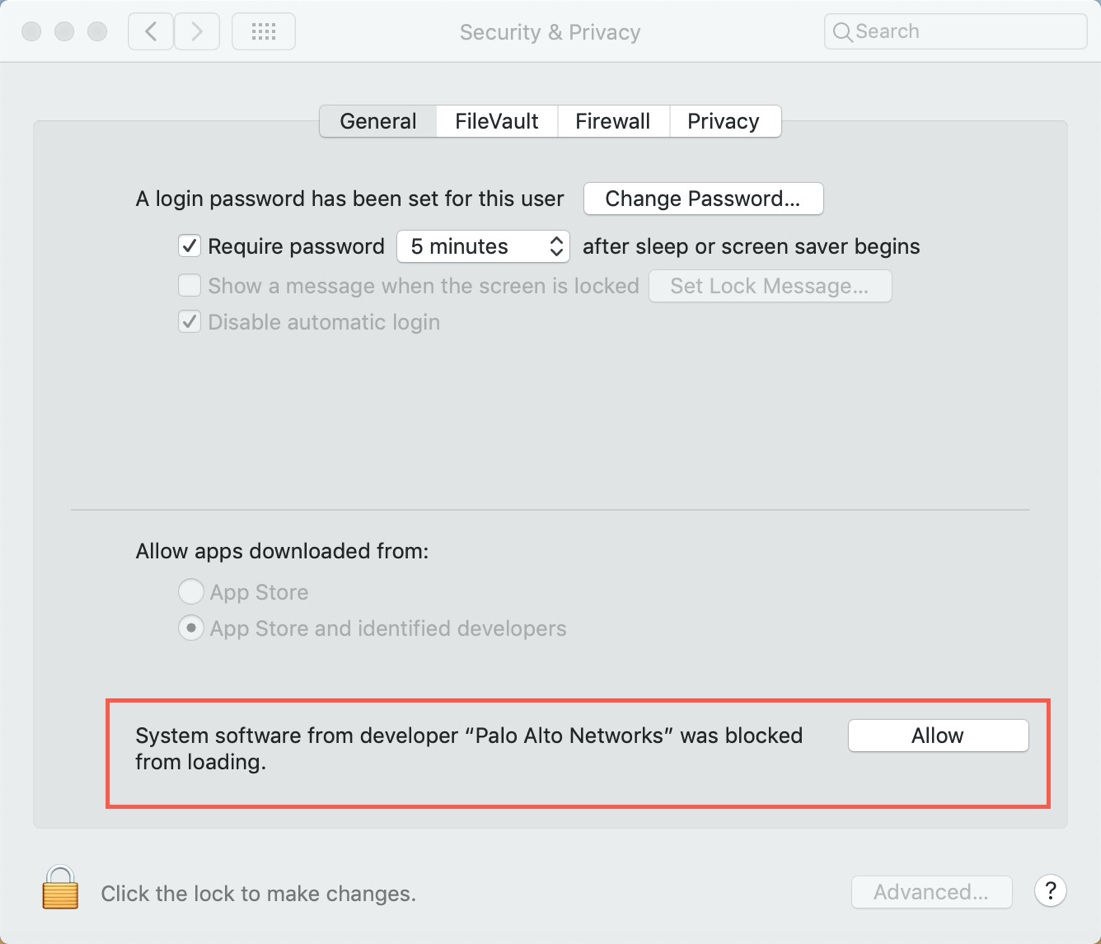 Security & Privacy
Search
General
FileVault
Firewall
Privacy
A login password has been set for this user
Change Password...
Require password
5 minutes
after sleep or screen saver begins
Show a message when the screen is locked
Set Lock Message...
Disable automatic login
Allow apps downloaded from:
App Store
App Store and identified developers
System software from developer “Palo Alto Networks” was blocked
from loading.
Allow
Click the lock to make changes.
Advanced...
?